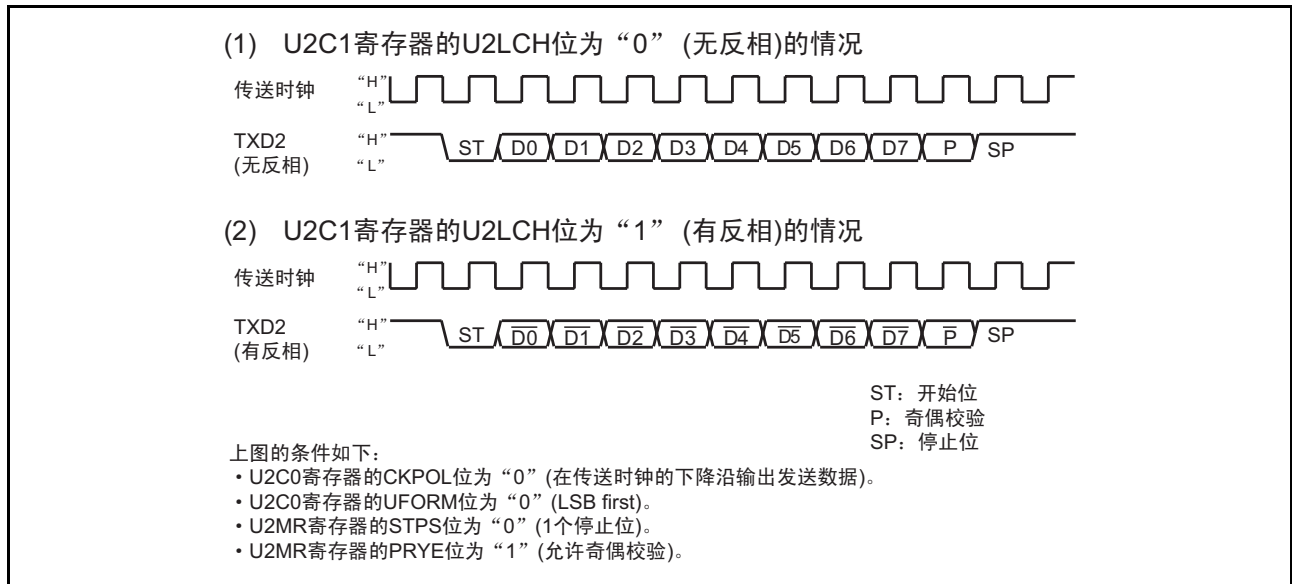 (1) U2C1寄存器的U2LCH位为“0” (无反相)的情况
传送时钟 “H” “L”
TXD2 (无反相) “H” “L” ST D0 D1 D2 D3 D4 D5 D6 D7 P SP
(2) U2C1寄存器的U2LCH位为“1” (有反相)的情况
传送时钟 “H” “L”
TXD2 (有反相) “H” “L” ST D̅0̅ D̅1̅ D̅2̅ D̅3̅ D̅4̅ D̅5̅ D̅6̅ D̅7̅ P̅ SP
ST：开始位
P：奇偶校验
SP：停止位
上图的条件如下：
・U2C0寄存器的CKPOL位为“0” (在传送时钟的下降沿输出发送数据)。
・U2C0寄存器的UFORM位为“0” (LSB first)。
・U2MR寄存器的STPS位为“0” (1个停止位)。
・U2MR寄存器的PRYE位为“1” (允许奇偶校验)。